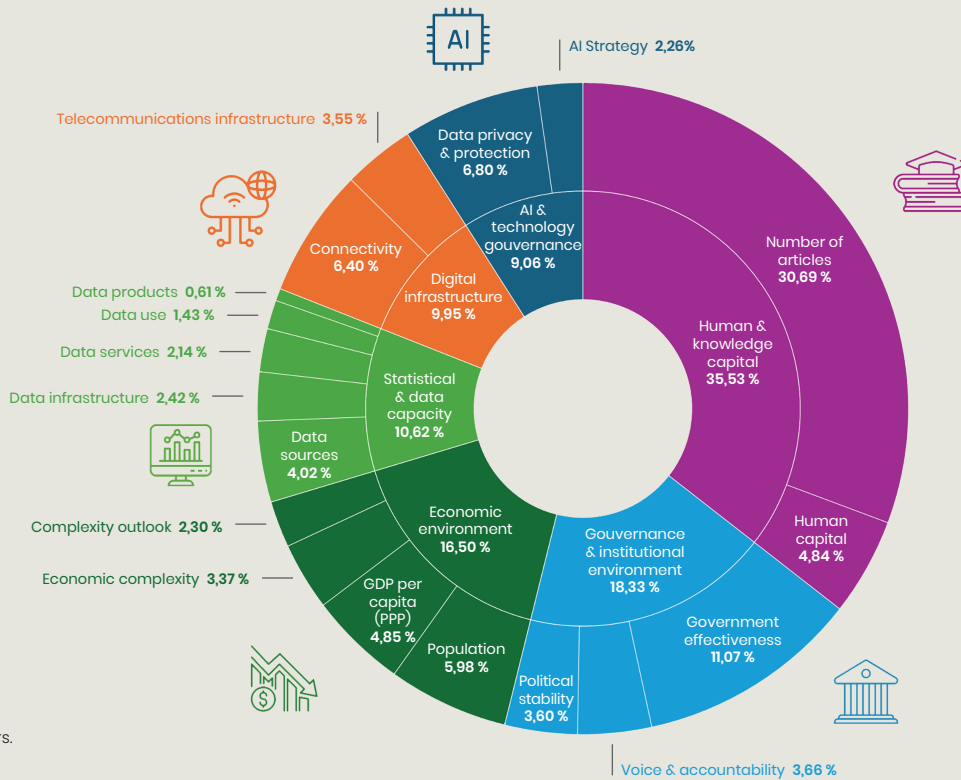 AI
AI Strategy 2,26%
Telecommunications infrastructure 3,55 %
Data privacy
& protection
6,80 %
AI &
technology
gouvernance
9,06 %
Number of
articles
30,69 %
Connectivity
6,40 %
Digital
infrastructure
9,95 %
Data products 0,61 %
Data use 1,43 %
Data services 2,14 %
Data infrastructure 2,42 %
Human &
knowledge
capital
35,53 %
Statistical
& data
capacity
10,62 %
Data
sources
4,02 %
Complexity outlook 2,30 %
Economic complexity 3,37 %
Economic
environment
16,50 %
Gouvernance
& institutional
environment
18,33 %
Human
capital
4,84 %
GDP per
capita
(PPP)
4,85 %
Population
5,98 %
Government
effectiveness
11,07 %
Political
stability
3,60 %
$
rs.
Voice & accountability 3,66 %